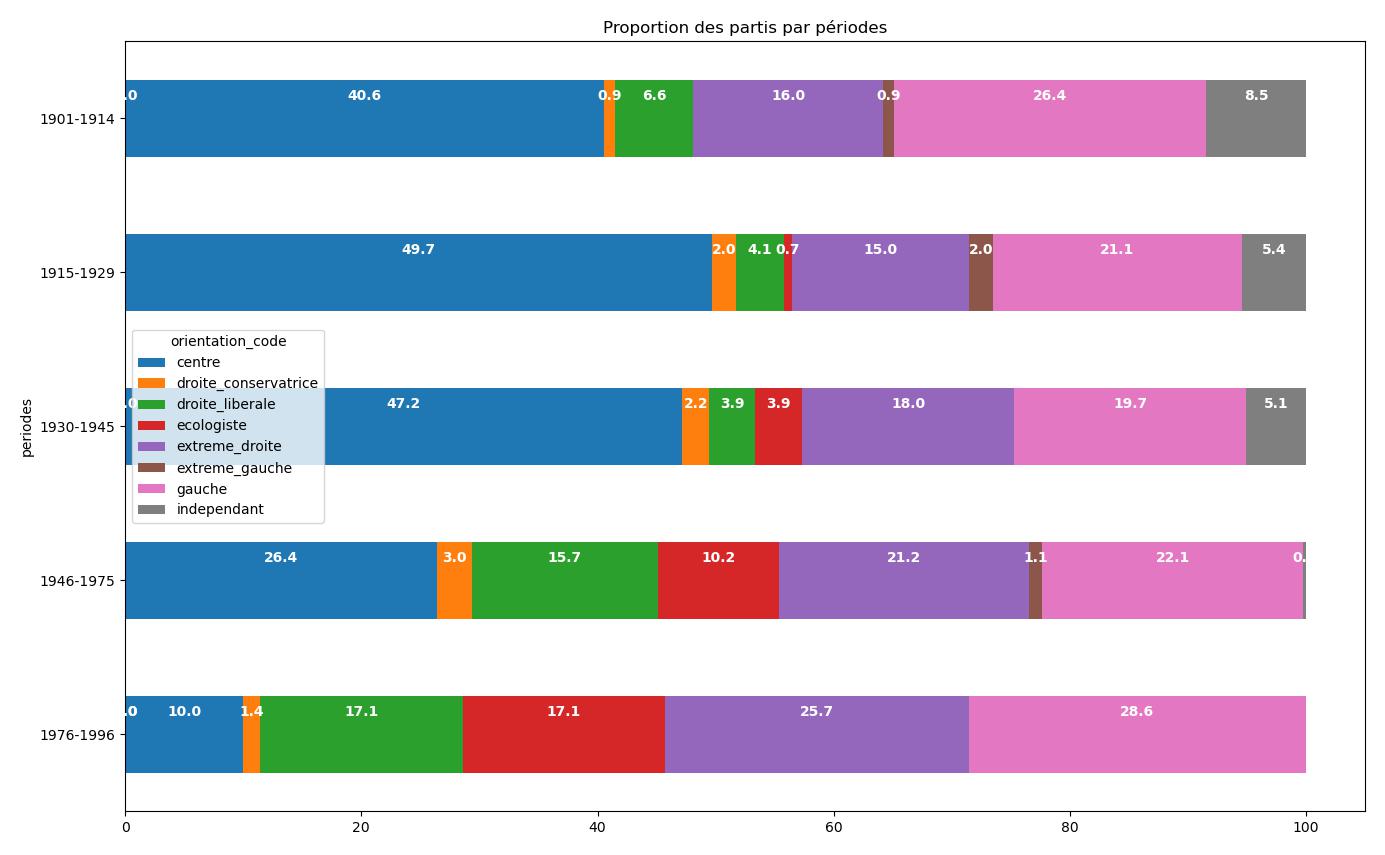 Proportion des partis par périodes
.0 40.6 0.9 6.6 16.0 0.9 26.4 8.5
1901-1914
49.7 2.0 4.1 0.7 15.0 2.0 21.1 5.4
1915-1929
orientation_code
centre
droite_conservatrice
droite_liberale
ecologiste
extreme_droite
extreme_gauche
gauche
independant
.0 47.2 2.2 3.9 3.9 18.0 19.7 5.1
1930-1945
periodes
26.4 3.0 15.7 10.2 21.2 1.1 22.1 0.
1946-1975
.0 10.0 1.4 17.1 17.1 25.7 28.6
1976-1996
0 20 40 60 80 100